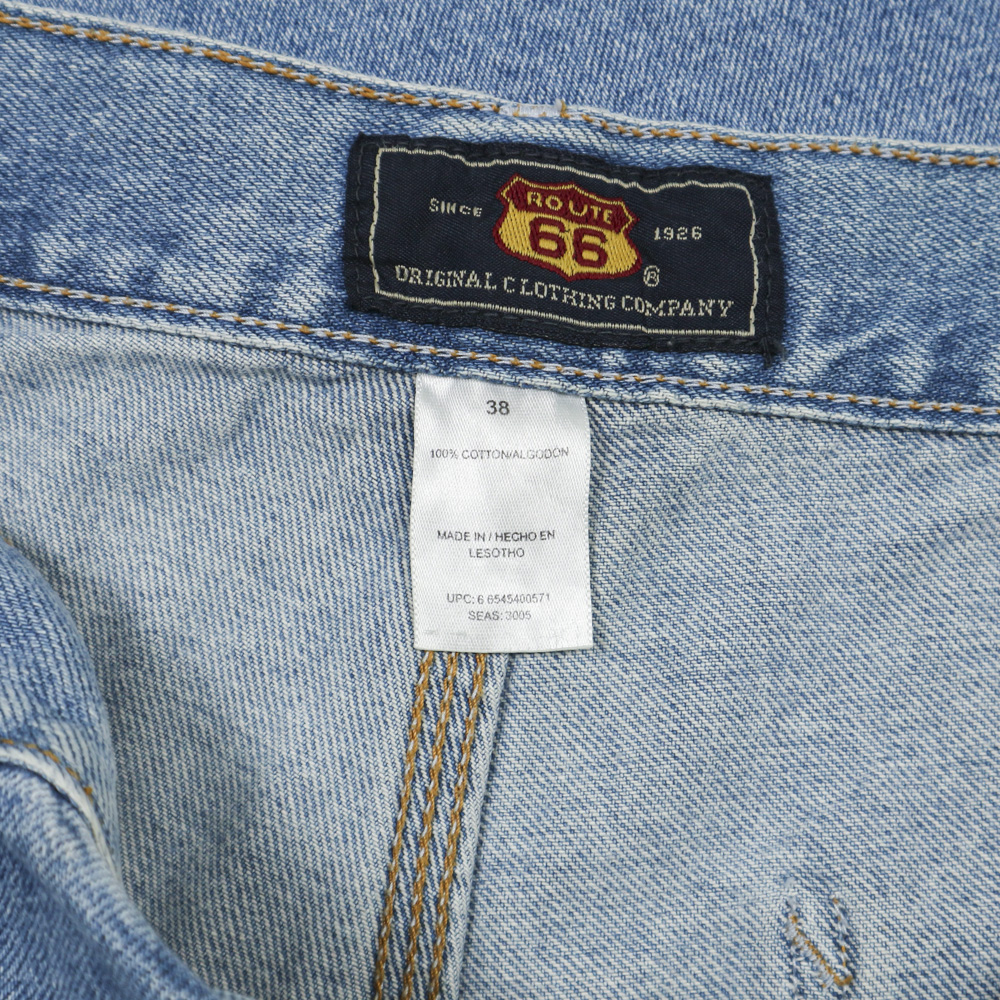 SINCE ROUTE 66 1926
®
ORIGINAL CLOTHING COMPANY
38
100% COTTON/ALGODÓN
MADE IN / HECHO EN
LESOTHO
UPC: 6 6545400571
SEAS: 3005